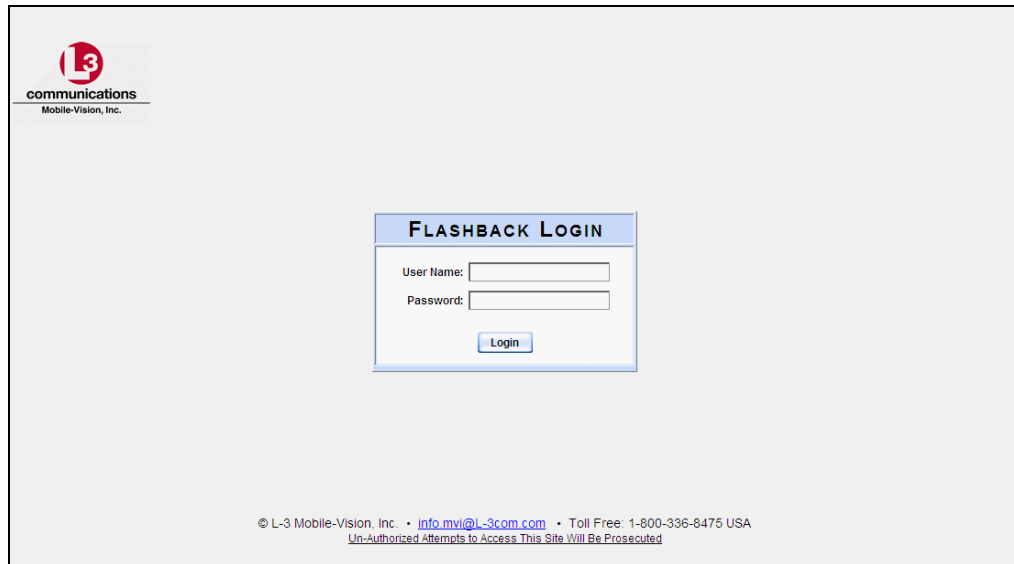 L3
communications
Mobile-Vision, Inc.
FLASHBACK LOGIN
User Name:
Password:
Login
© L-3 Mobile-Vision, Inc. • info.mvi@L-3com.com • Toll Free: 1-800-336-8475 USA
Un-Authorized Attempts to Access This Site Will Be Prosecuted